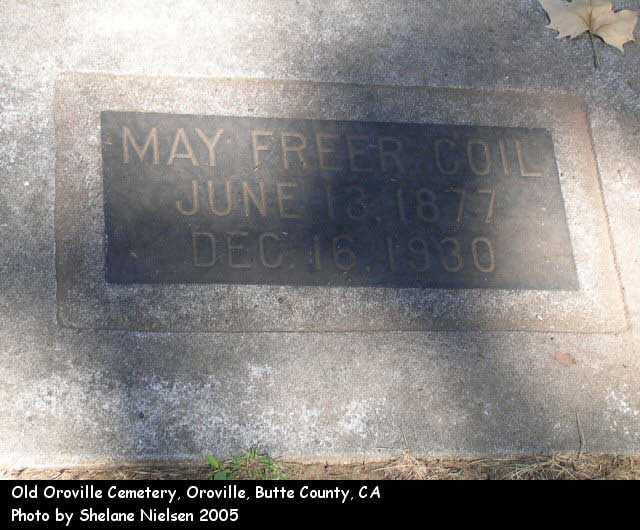 MAY FREER COIL
JUNE 13, 1877
DEC. 16, 1930
Old Oroville Cemetery, Oroville, Butte County, CA
Photo by Shelane Nielsen 2005